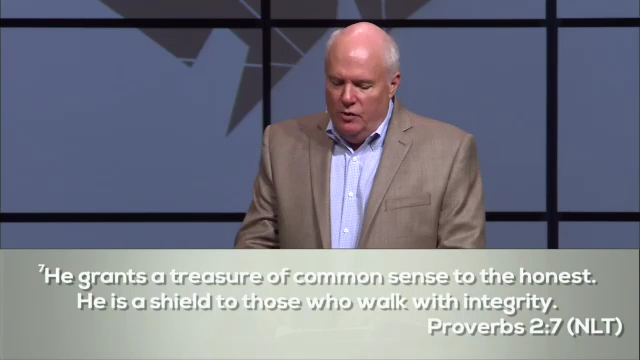 ⁷He grants a treasure of common sense to the honest.
He is a shield to those who walk with integrity.
Proverbs 2:7 (NLT)